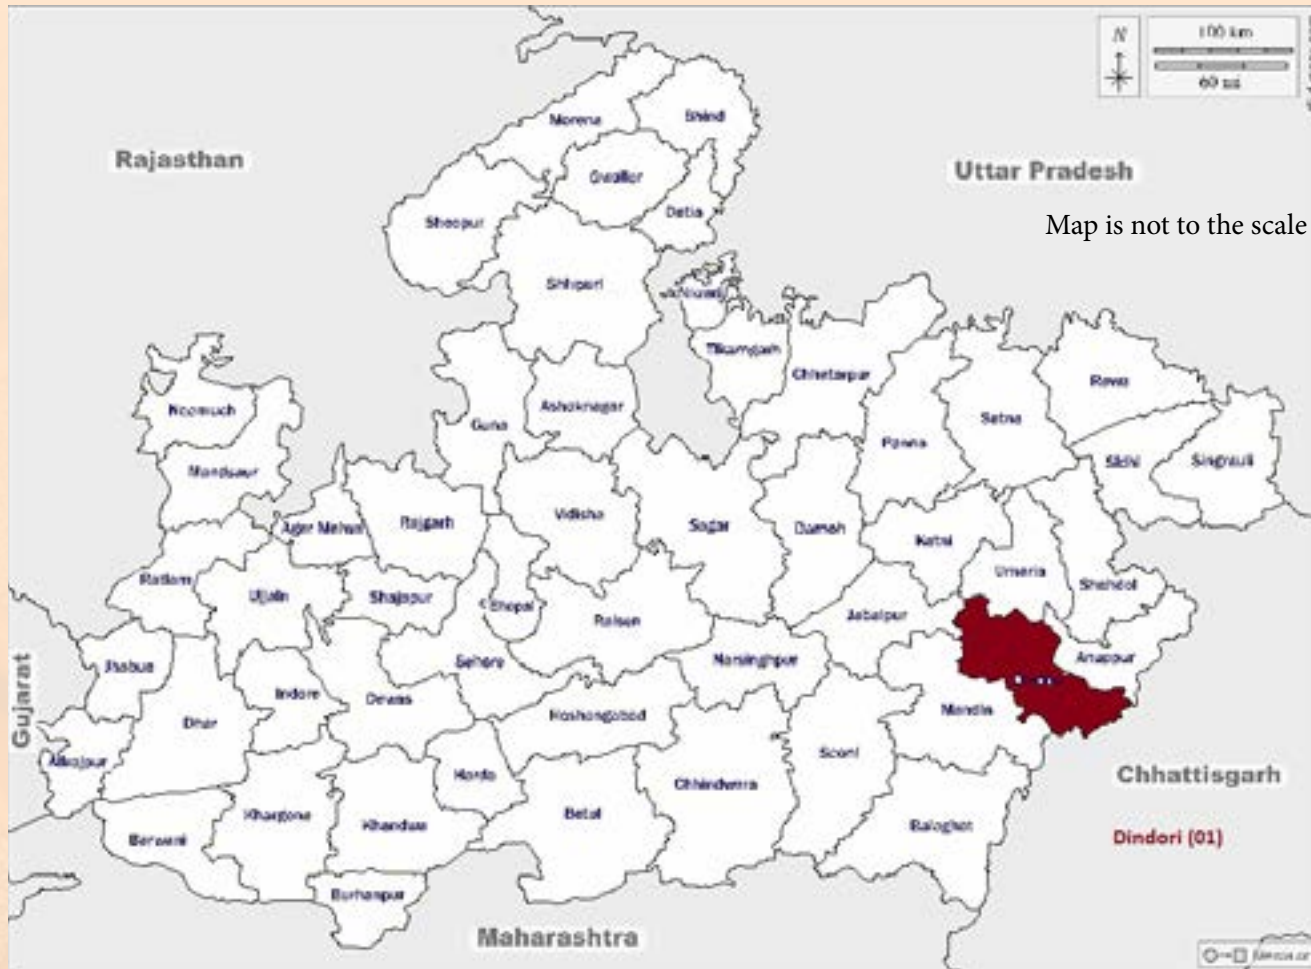 N
100 km
60 mi
Rajasthan
Uttar Pradesh
Map is not to the scale
Morena
Bhind
Gwalior
Datia
Sheopur
Shivpuri
Tikamgarh
Chhatarpur
Rewa
Neemuch
Guna
Ashoknagar
Panna
Satna
Sidhi
Singrauli
Mandsaur
Agar Malwa
Rajgarh
Vidisha
Sagar
Damoh
Katni
Umaria
Shahdol
Ratlam
Ujjain
Shajapur
Bhopal
Raisen
Jabalpur
Jhabua
Indore
Dewas
Sehore
Narsinghpur
Anuppur
Gujarat
Dhar
Hoshangabad
Mandla
Alirajpur
Harda
Chhindwara
Seoni
Chhattisgarh
Khargone
Khandwa
Betul
Balaghat
Barwani
Dindori (01)
Burhanpur
Maharashtra